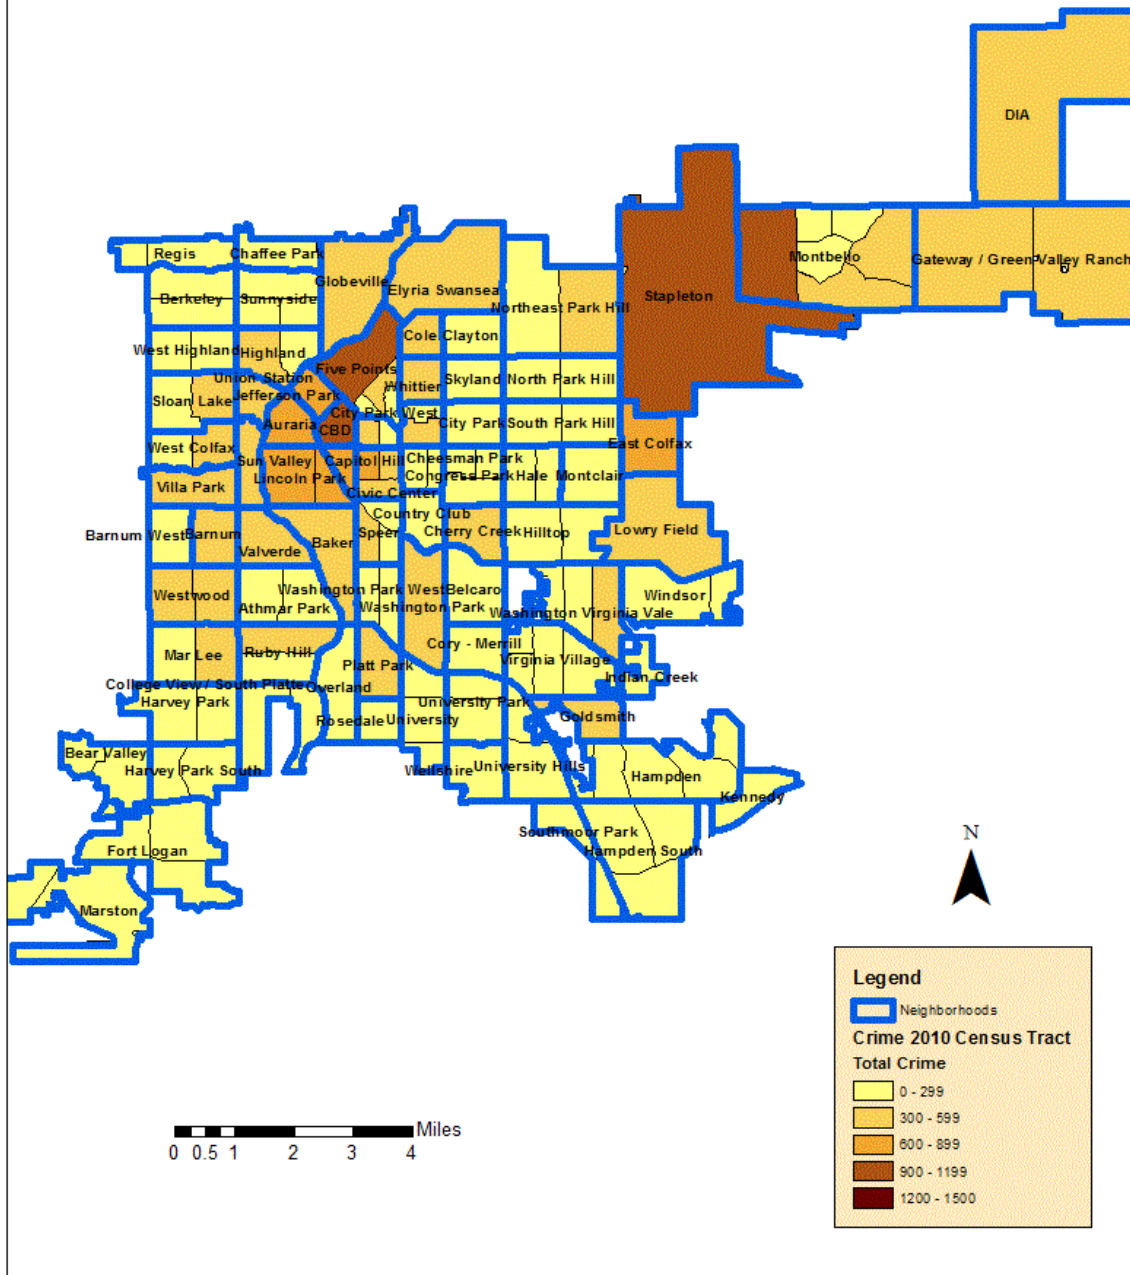 DIA
Regis
Chaffee Park
Globeville
Elyria Swansea
Montbello
Gateway / Green Valley Ranch
Berkeley
Sunnyside
Stapleton
Northeast Park Hill
West Highland
Highland
Cole
Clayton
Five Points
Union Station
Jefferson Park
Whittier
Skyland
North Park Hill
Sloan Lake
City Park West
Auraria
CBD
City Park
South Park Hill
East Colfax
West Colfax
Sun Valley
Lincoln Park
Capitol Hill
Cheesman Park
Congress Park
Hale
Montclair
Villa Park
Civic Center
Country Club
Barnum West
Barnum
Valverde
Baker
Speer
Cherry Creek
Hilltop
Lowry Field
Westwood
Athmar Park
Washington Park West
Washington Park
Belcaro
Washington Virginia Vale
Windsor
Mar Lee
Ruby Hill
Platt Park
Cory - Merrill
Virginia Village
Indian Creek
College View / South Platte
Harvey Park
Overland
Rosedale
University
University Park
Goldsmith
Bear Valley
Harvey Park South
Wellshire
University Hills
Hampden
Kennedy
Southmoor Park
Hampden South
Fort Logan
Marston
N
Legend
Neighborhoods
Crime 2010 Census Tract
Total Crime
0 - 299
300 - 599
600 - 899
900 - 1199
1200 - 1500
Miles
0 0.5 1 2 3 4